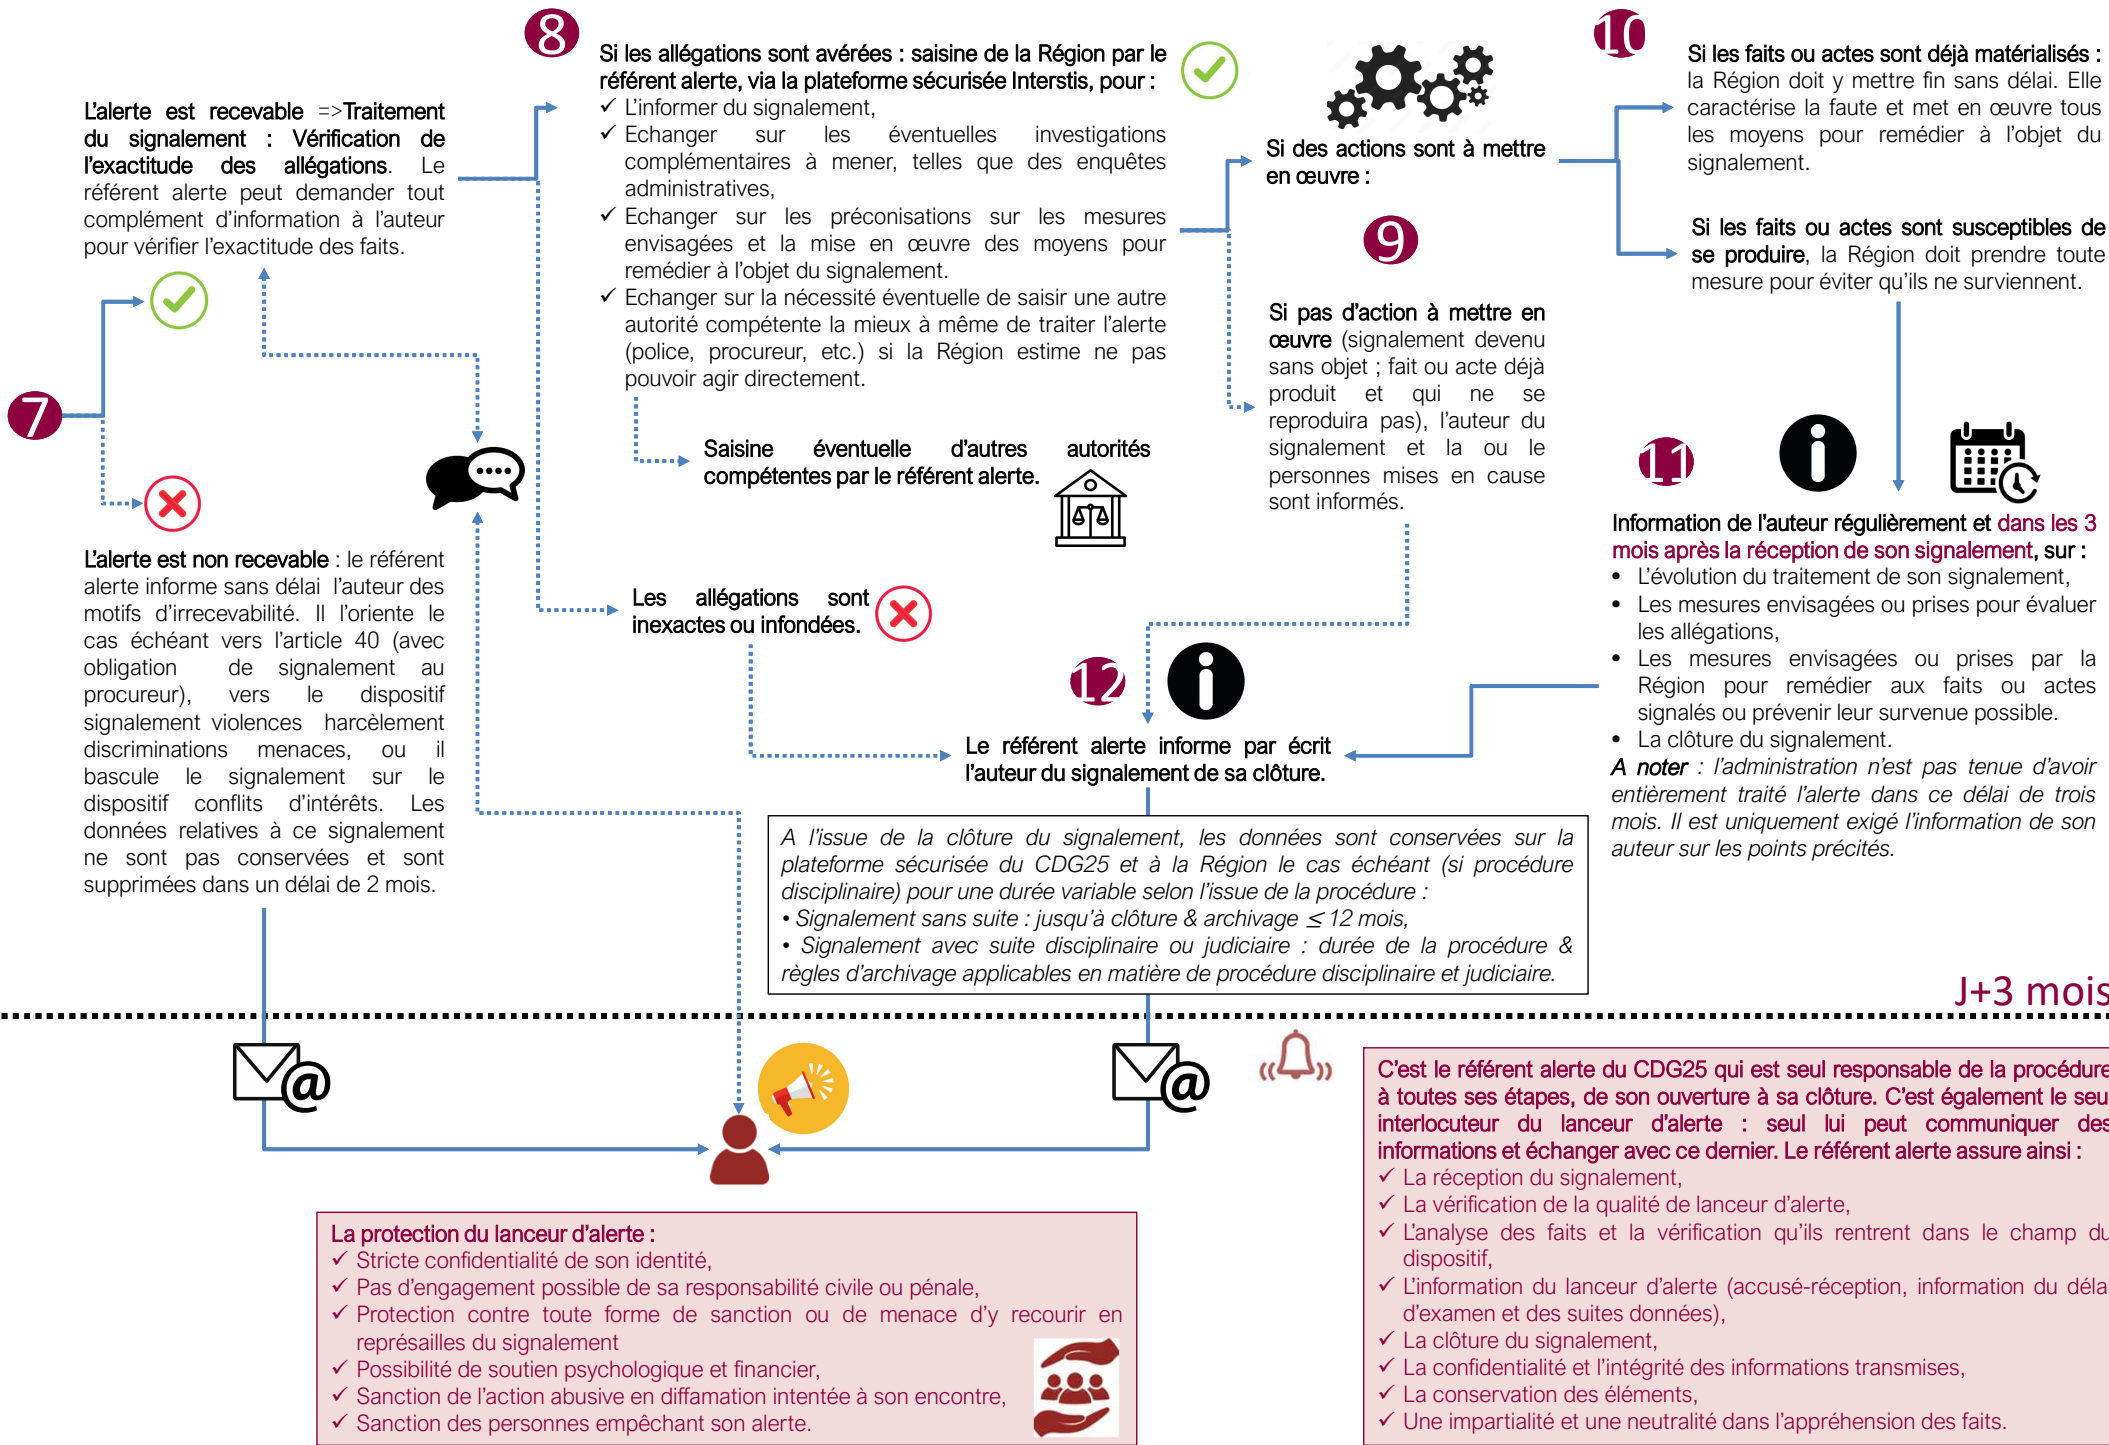 7
L'alerte est recevable =>Traitement
du signalement : Vérification de
l'exactitude des allégations. Le
référent alerte peut demander tout
complément d'information à l'auteur
pour vérifier l'exactitude des faits.
L'alerte est non recevable : le référent
alerte informe sans délai l'auteur des
motifs d'irrecevabilité. Il l'oriente le
cas échéant vers l'article 40 (avec
obligation de signalement au
procureur), vers le dispositif
signalement violences harcèlement
discriminations menaces, ou il
bascule le signalement sur le
dispositif conflits d'intérêts. Les
données relatives à ce signalement
ne sont pas conservées et sont
supprimées dans un délai de 2 mois.
8
Si les allégations sont avérées : saisine de la Région par le
référent alerte, via la plateforme sécurisée Interstis, pour :
✓ L'informer du signalement,
✓ Echanger sur les éventuelles investigations
complémentaires à mener, telles que des enquêtes
administratives,
✓ Echanger sur les préconisations sur les mesures
envisagées et la mise en œuvre des moyens pour
remédier à l'objet du signalement.
✓ Echanger sur la nécessité éventuelle de saisir une autre
autorité compétente la mieux à même de traiter l'alerte
(police, procureur, etc.) si la Région estime ne pas
pouvoir agir directement.
Saisine éventuelle d'autres autorités
compétentes par le référent alerte.
Les allégations sont
inexactes ou infondées.
Si des actions sont à mettre
en œuvre :
9
Si pas d'action à mettre en
œuvre (signalement devenu
sans objet ; fait ou acte déjà
produit et qui ne se
reproduira pas), l'auteur du
signalement et la ou le
personnes mises en cause
sont informés.
10
Si les faits ou actes sont déjà matérialisés :
la Région doit y mettre fin sans délai. Elle
caractérise la faute et met en œuvre tous
les moyens pour remédier à l'objet du
signalement.
Si les faits ou actes sont susceptibles de
se produire, la Région doit prendre toute
mesure pour éviter qu'ils ne surviennent.
11
Information de l'auteur régulièrement et dans les 3
mois après la réception de son signalement, sur :
• L'évolution du traitement de son signalement,
• Les mesures envisagées ou prises pour évaluer
les allégations,
• Les mesures envisagées ou prises par la
Région pour remédier aux faits ou actes
signalés ou prévenir leur survenue possible.
• La clôture du signalement.
A noter : l'administration n'est pas tenue d'avoir
entièrement traité l'alerte dans ce délai de trois
mois. Il est uniquement exigé l'information de son
auteur sur les points précités.
12
Le référent alerte informe par écrit
l'auteur du signalement de sa clôture.
A l'issue de la clôture du signalement, les données sont conservées sur la
plateforme sécurisée du CDG25 et à la Région le cas échéant (si procédure
disciplinaire) pour une durée variable selon l'issue de la procédure :
• Signalement sans suite : jusqu'à clôture & archivage ≤ 12 mois,
• Signalement avec suite disciplinaire ou judiciaire : durée de la procédure &
règles d'archivage applicables en matière de procédure disciplinaire et judiciaire.
J+3 mois
La protection du lanceur d'alerte :
✓ Stricte confidentialité de son identité,
✓ Pas d'engagement possible de sa responsabilité civile ou pénale,
✓ Protection contre toute forme de sanction ou de menace d'y recourir en
représailles du signalement
✓ Possibilité de soutien psychologique et financier,
✓ Sanction de l'action abusive en diffamation intentée à son encontre,
✓ Sanction des personnes empêchant son alerte.
C'est le référent alerte du CDG25 qui est seul responsable de la procédure
à toutes ses étapes, de son ouverture à sa clôture. C'est également le seu
interlocuteur du lanceur d'alerte : seul lui peut communiquer des
informations et échanger avec ce dernier. Le référent alerte assure ainsi :
✓ La réception du signalement,
✓ La vérification de la qualité de lanceur d'alerte,
✓ L'analyse des faits et la vérification qu'ils rentrent dans le champ du
dispositif,
✓ L'information du lanceur d'alerte (accusé-réception, information du déla
d'examen et des suites données),
✓ La clôture du signalement,
✓ La confidentialité et l'intégrité des informations transmises,
✓ La conservation des éléments,
✓ Une impartialité et une neutralité dans l'appréhension des faits.